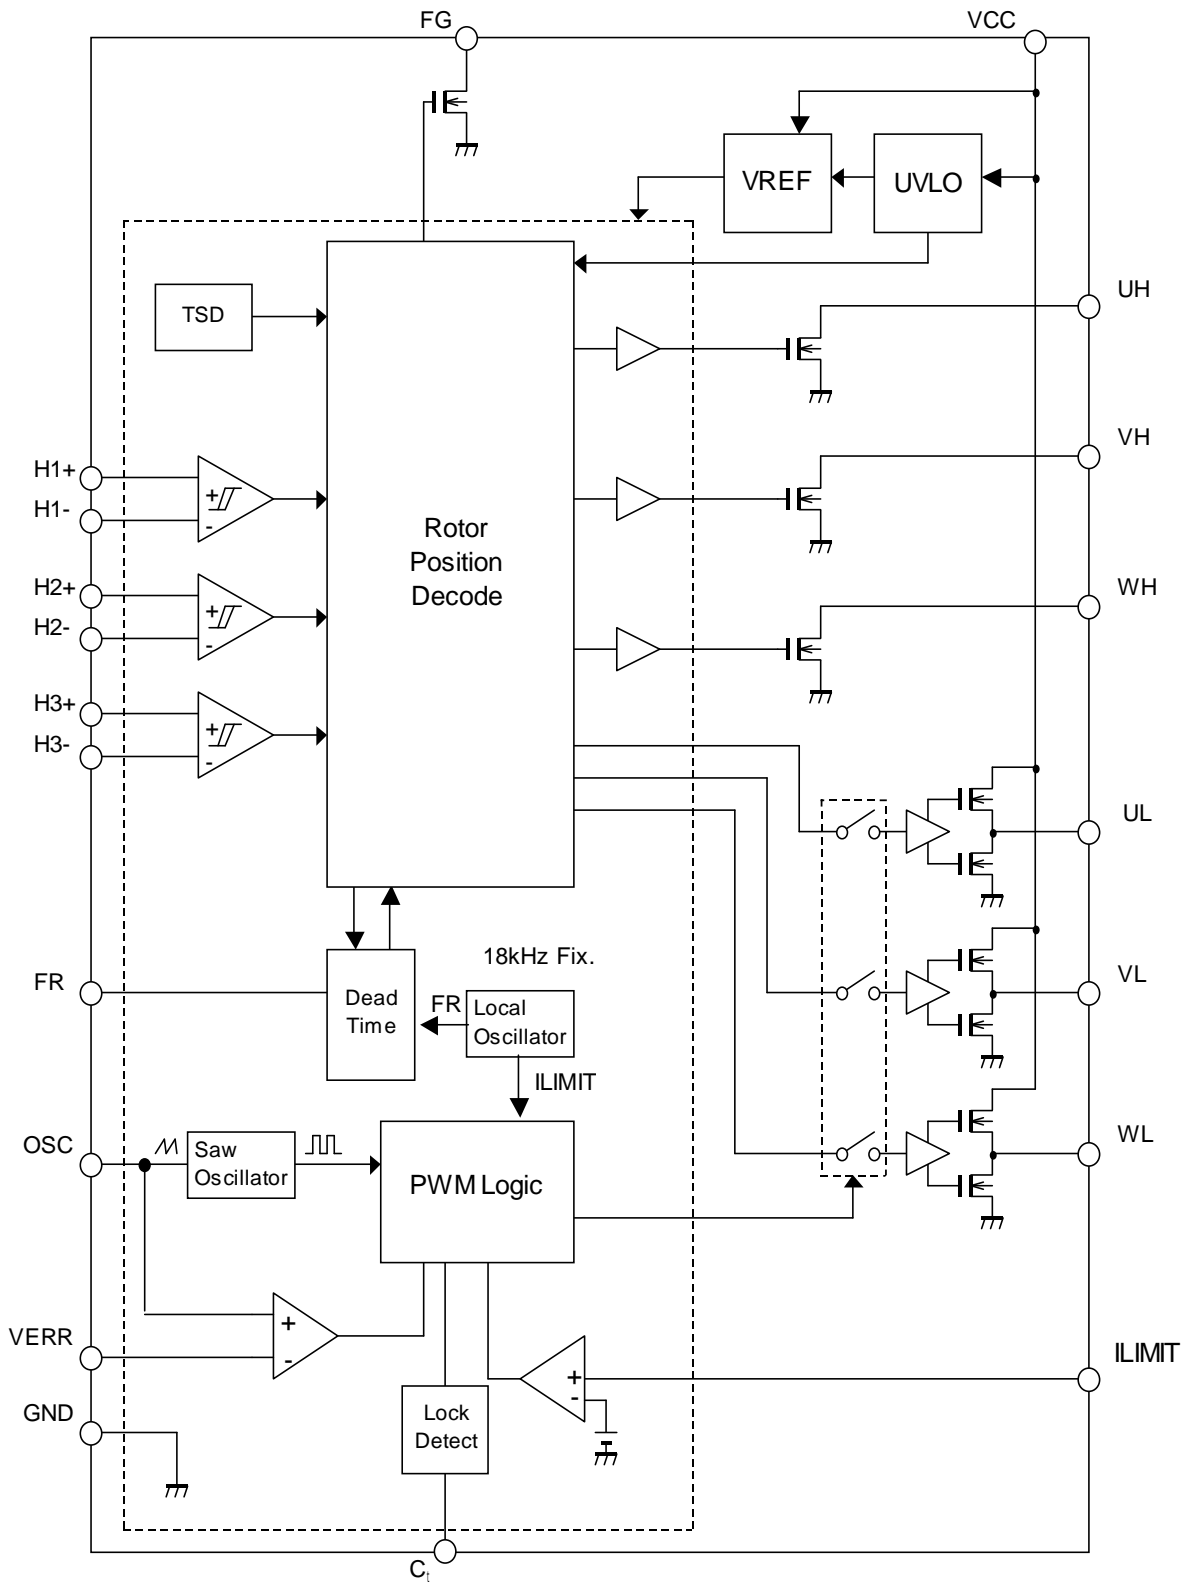 FG
VCC
VREF
UVLO
UH
TSD
VH
H1+
H1-
+
-
Rotor
Position
Decode
H2+
H2-
+
-
WH
H3+
H3-
+
-
UL
18kHz Fix.
VL
FR
Dead
Time
FR
Local
Oscillator
ILIMIT
OSC
Saw
Oscillator
PWM Logic
WL
VERR
+
-
ILIMIT
+
-
GND
Lock
Detect
Ct